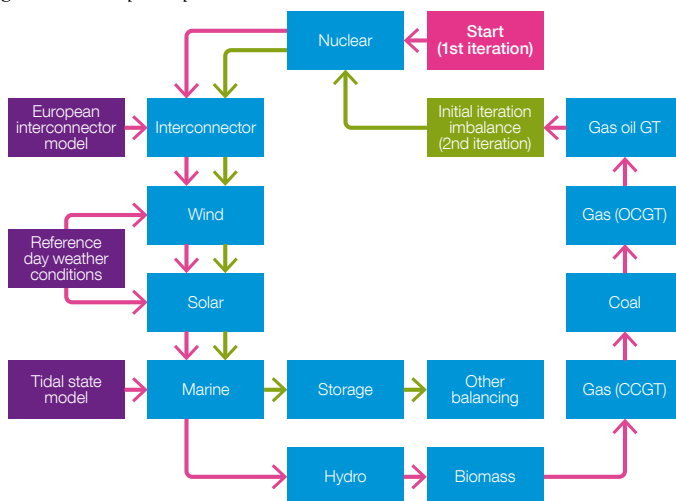 Nuclear
Start
(1st iteration)
European
interconnector
model
Interconnector
Initial iteration
imbalance
(2nd iteration)
Gas oil GT
Wind
Gas (OCGT)
Reference
day weather
conditions
Solar
Coal
Tidal state
model
Marine
Storage
Other
balancing
Gas (CCGT)
Hydro
Biomass